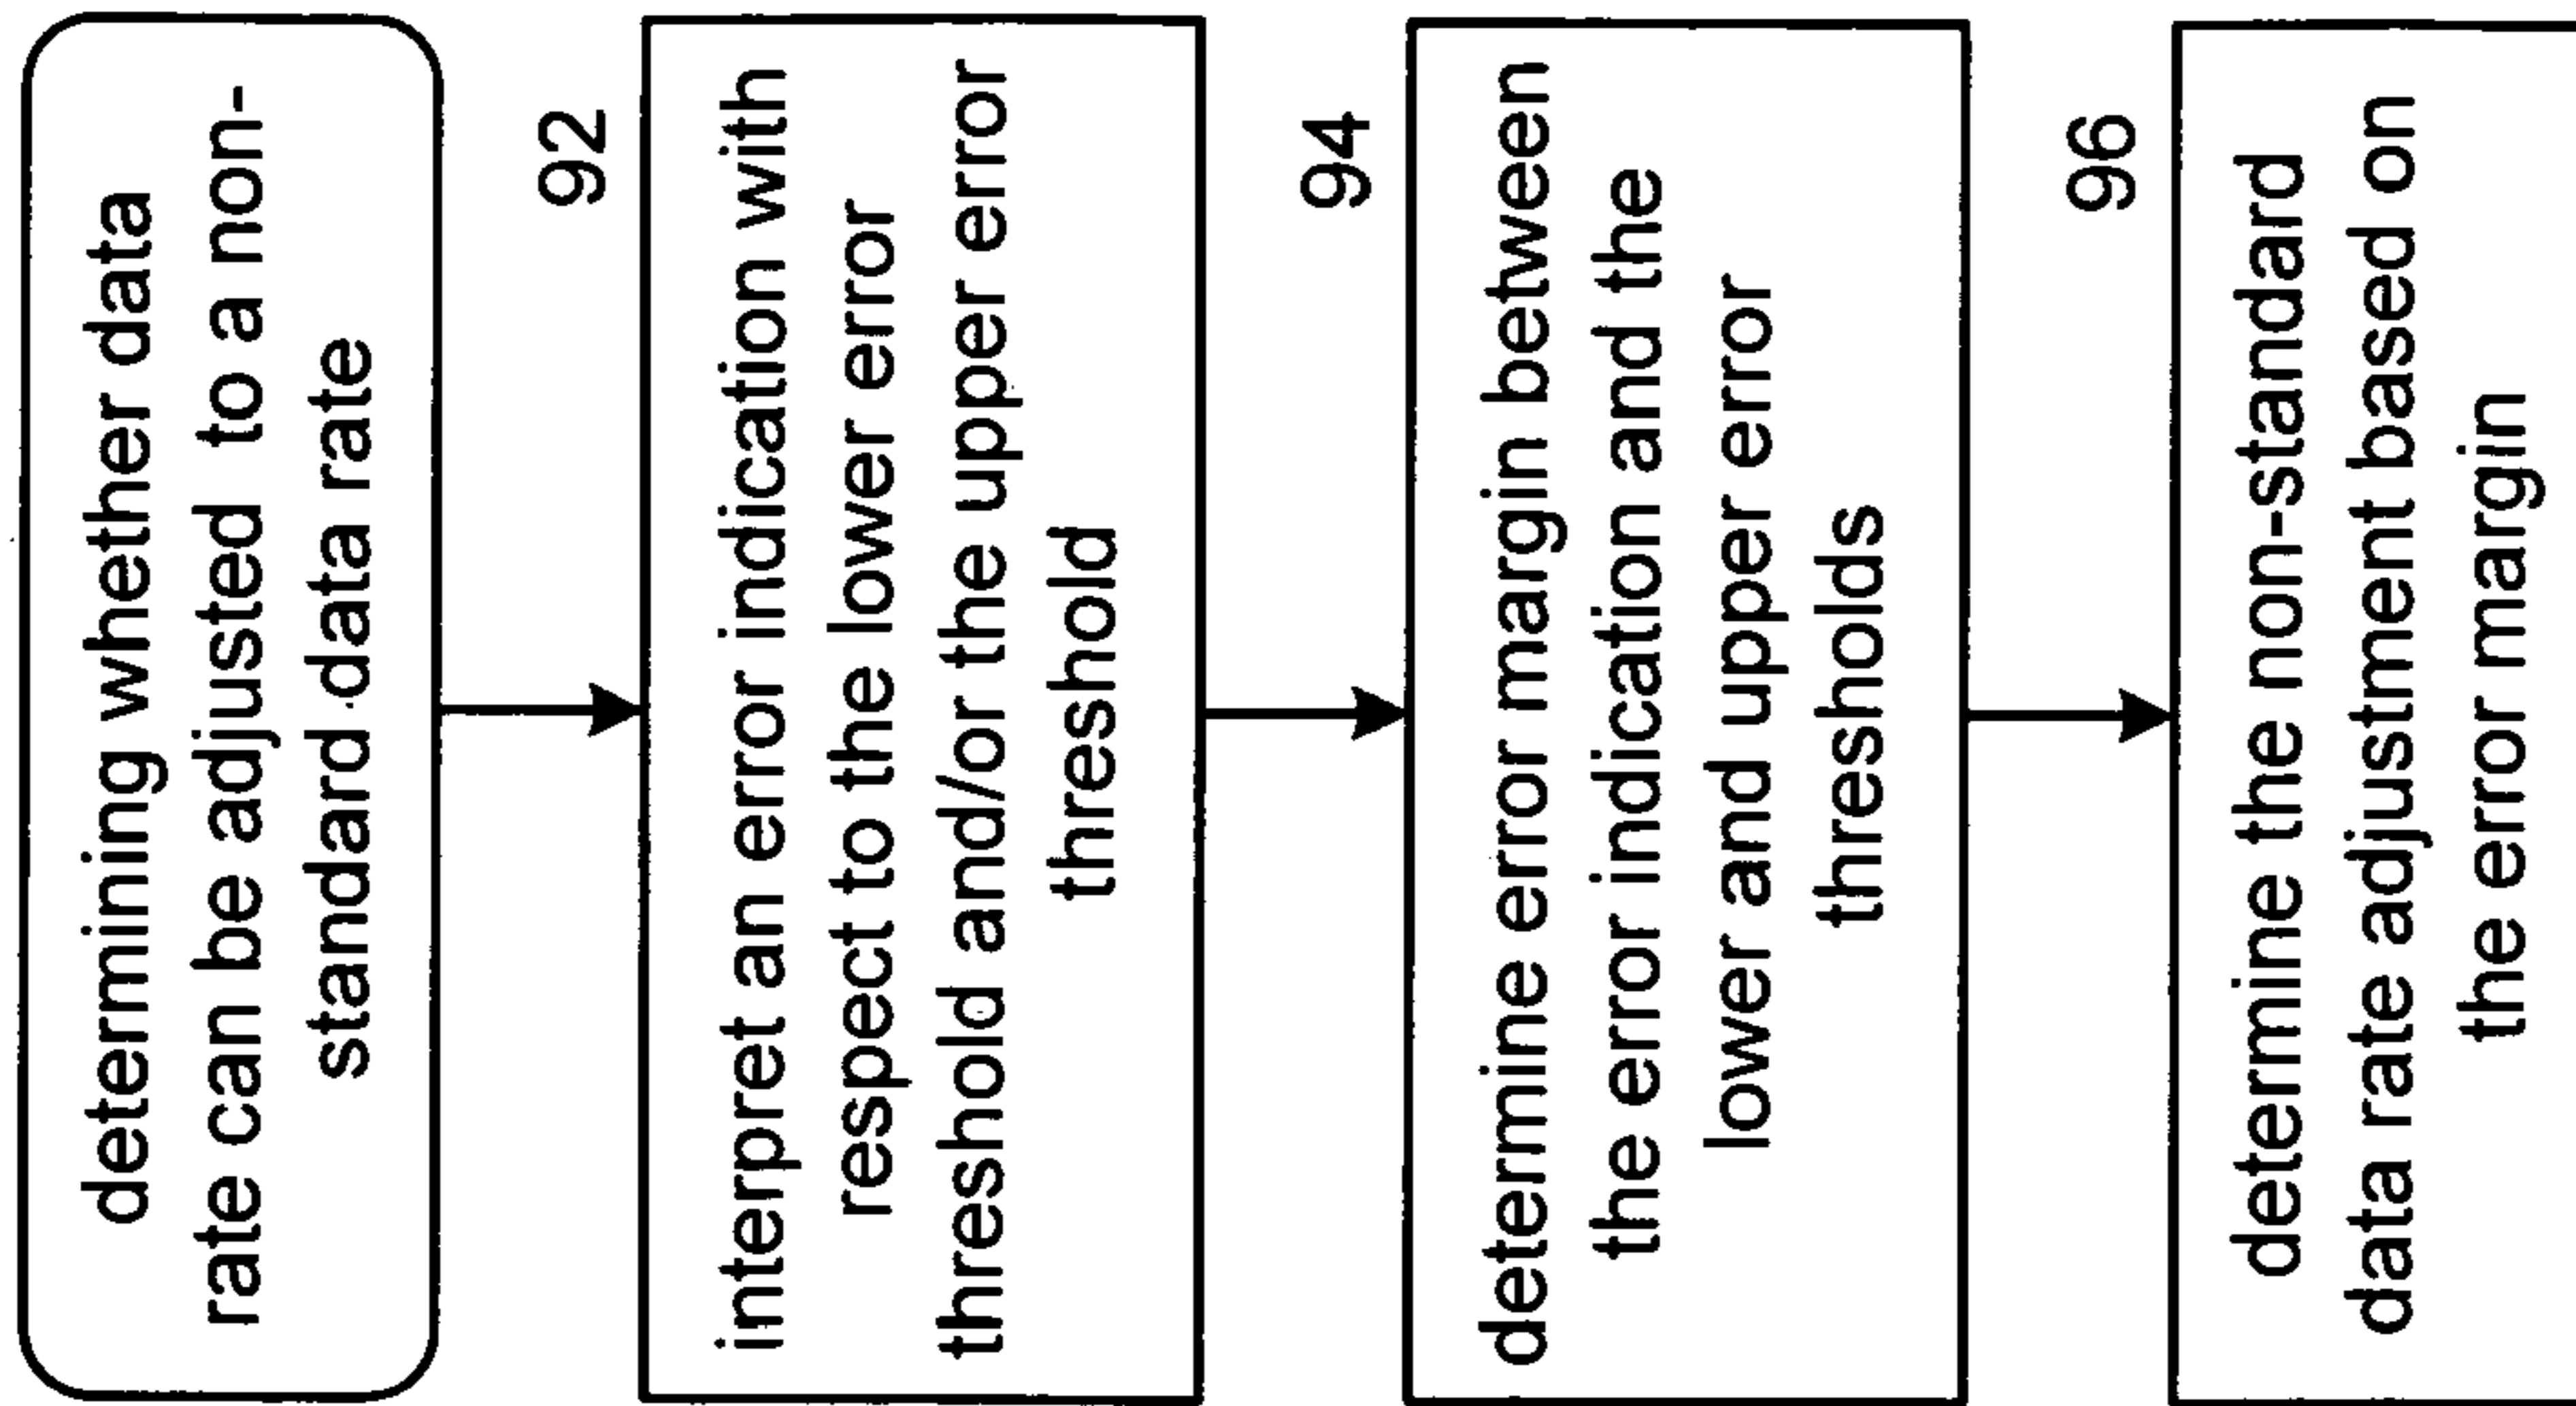 determining whether data
rate can be adjusted to a non-
standard data rate
92
interpret an error indication with
respect to the lower error
threshold and/or the upper error
threshold
94
determine error margin between
the error indication and the
lower and upper error
thresholds
96
determine the non-standard
data rate adjustment based on
the error margin